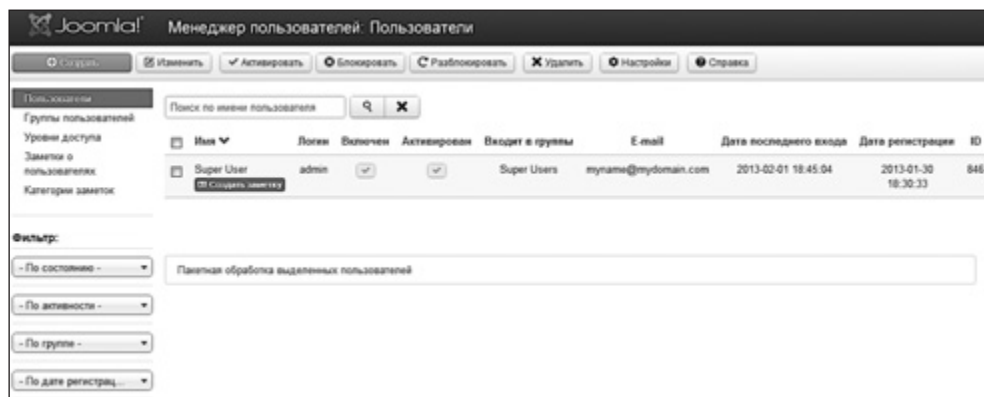 Joomla!
Менеджер пользователей: Пользователи
Создать Изменить Активировать Блокировать Разблокировать Удалить Настройки Справка
Пользователи
Группы пользователей
Уровни доступа
Заметки о
пользователях
Категории заметок
Поиск по имени пользователя
Имя Логин Включен Активирован Входит в группы E-mail Дата последнего входа Дата регистрации ID
Super User admin Super Users myname@mydomain.com 2013-02-01 18:45:04 2013-01-30
18:30:33 846
Создать заметку
Фильтр:
- По состоянию -
- По активности -
- По группе -
- По дате регистрац...
Пакетная обработка выделенных пользователей